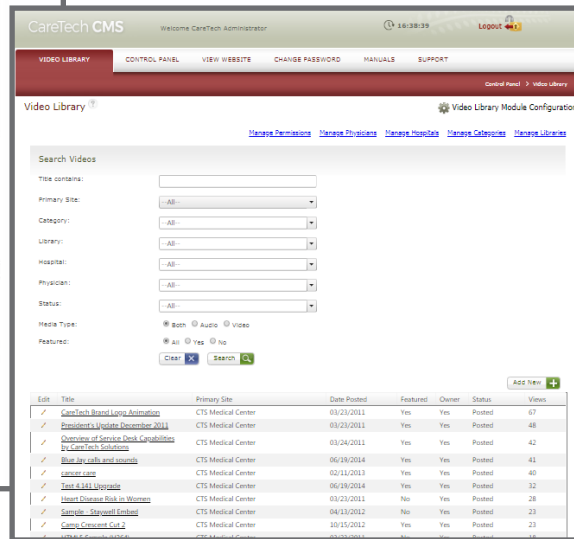 CareTech CMS Welcome CareTech Administrator 16:38:39 Logout
VIDEO LIBRARY CONTROL PANEL VIEW WEBSITE CHANGE PASSWORD MANUALS SUPPORT
Control Panel > Video Library
Video Library ? Video Library Module Configuration
Manage Permissions Manage Physicians Manage Hospitals Manage Categories Manage Libraries
Search Videos
Title contains:
Primary Site: --All--
Category: --All--
Library: --All--
Hospital: --All--
Physician: --All--
Status: --All--
Media Type: Both Audio Video
Featured: All Yes No
Clear X Search
Add New +
Edit Title Primary Site Date Posted Featured Owner Status Views
CareTech Brand Logo Animation CTS Medical Center 03/23/2011 Yes Yes Posted 67
President's Update December 2011 CTS Medical Center 03/23/2011 Yes Yes Posted 48
Overview of Service Desk Capabilities
by CareTech Solutions CTS Medical Center 03/24/2011 Yes Yes Posted 42
Blue Jay calls and sounds CTS Medical Center 06/19/2014 Yes Yes Posted 41
cancer care CTS Medical Center 02/11/2013 Yes Yes Posted 40
Test 4.141 Upgrade CTS Medical Center 06/19/2014 Yes Yes Posted 32
Heart Disease Risk in Women CTS Medical Center 03/23/2011 No Yes Posted 28
Sample - Staywell Embed CTS Medical Center 04/13/2012 No Yes Posted 23
Camp Crescent Cut 2 CTS Medical Center 10/15/2012 Yes Yes Posted 23